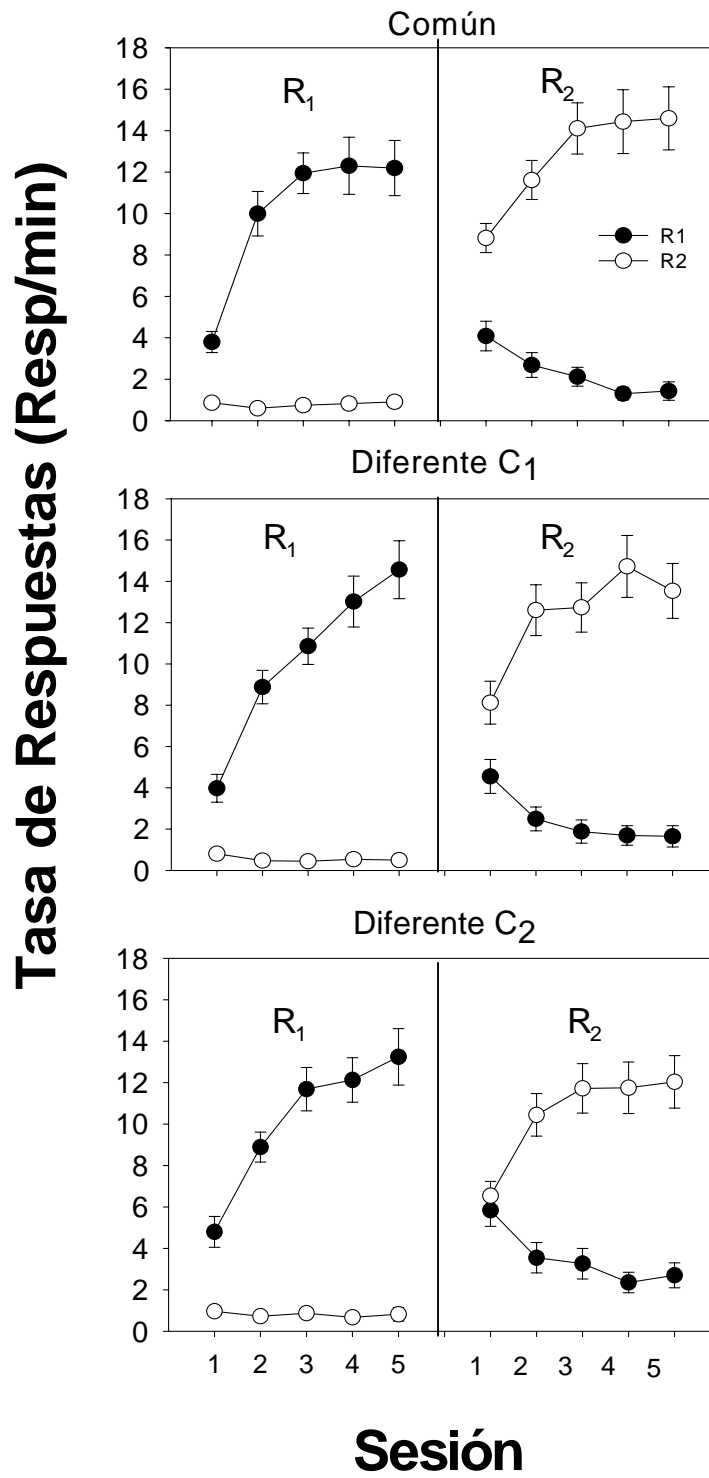 Común
18
16
14
12
10
8
6
4
2
0
R1
R2
R1
R2
Diferente C1
18
16
14
12
10
8
6
4
2
0
R1
R2
Diferente C2
18
16
14
12
10
8
6
4
2
0
R1
R2
1 2 3 4 5 1 2 3 4 5
Tasa de Respuestas (Resp/min)
Sesión